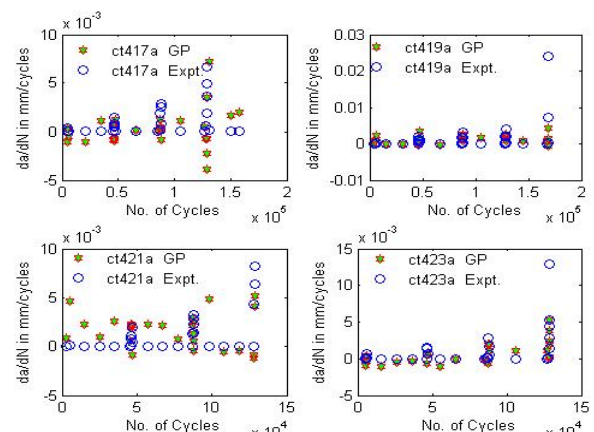 x 10^-3
10
5
0
-5
ct417a GP
ct417a Expt.
da/dN in mm/cycles
0 0.5 1 1.5 2
No. of Cycles
x 10^5
0.03
0.02
0.01
0
-0.01
ct419a GP
ct419a Expt.
da/dN in mm/cycles
0 0.5 1 1.5 2
No. of Cycles
x 10^5
x 10^-3
10
5
0
-5
ct421a GP
ct421a Expt.
da/dN in mm/cycles
0 5 10 15
No. of Cycles
x 10^4
x 10^-3
15
10
5
0
-5
ct423a GP
ct423a Expt.
da/dN in mm/cycles
0 5 10 15
No. of Cycles
x 10^4